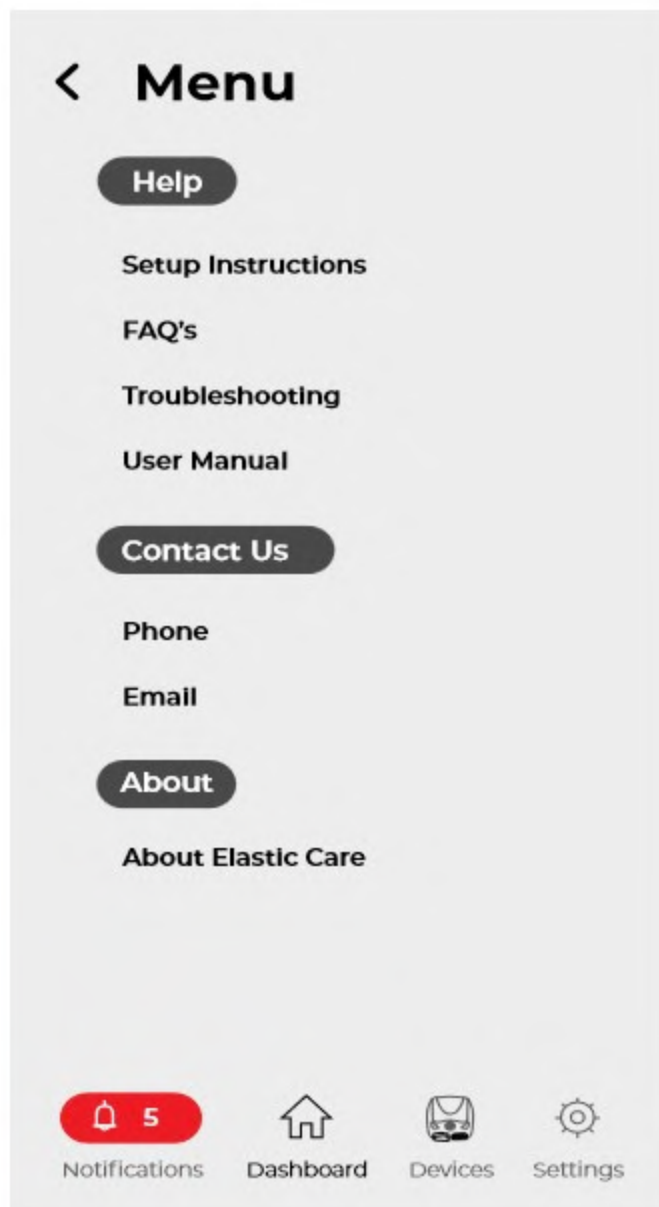 Menu
Help
Setup Instructions
FAQ's
Troubleshooting
User Manual
Contact Us
Phone
Email
About
About Elastic Care
5
Notifications Dashboard Devices Settings